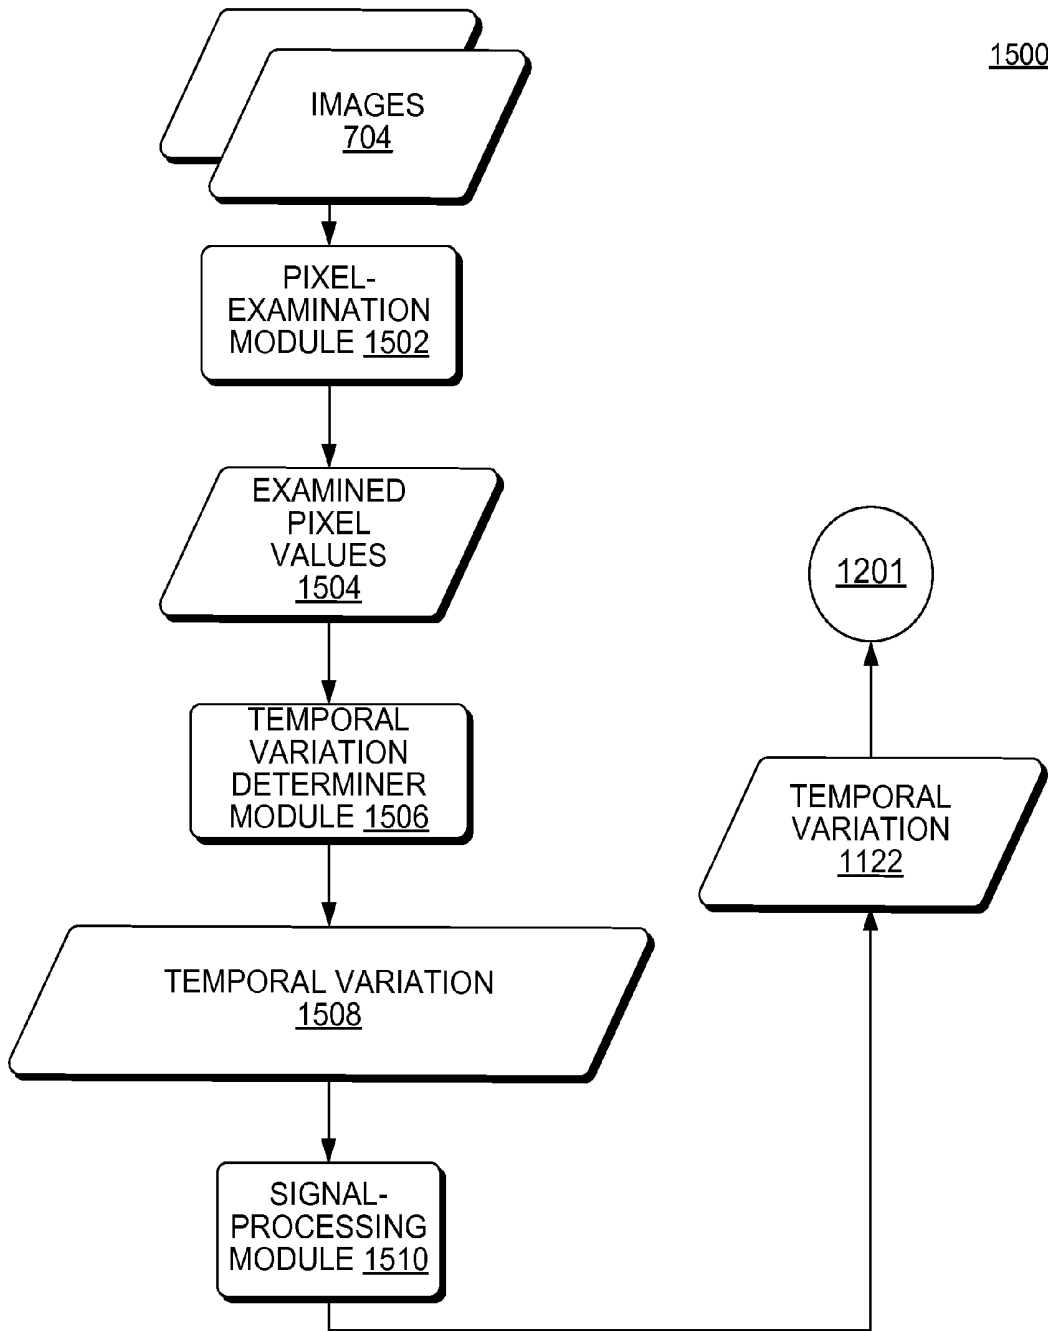 1500
IMAGES
704
PIXEL-
EXAMINATION
MODULE 1502
EXAMINED
PIXEL
VALUES
1504
TEMPORAL
VARIATION
DETERMINER
MODULE 1506
TEMPORAL VARIATION
1508
SIGNAL-
PROCESSING
MODULE 1510
TEMPORAL
VARIATION
1122
1201